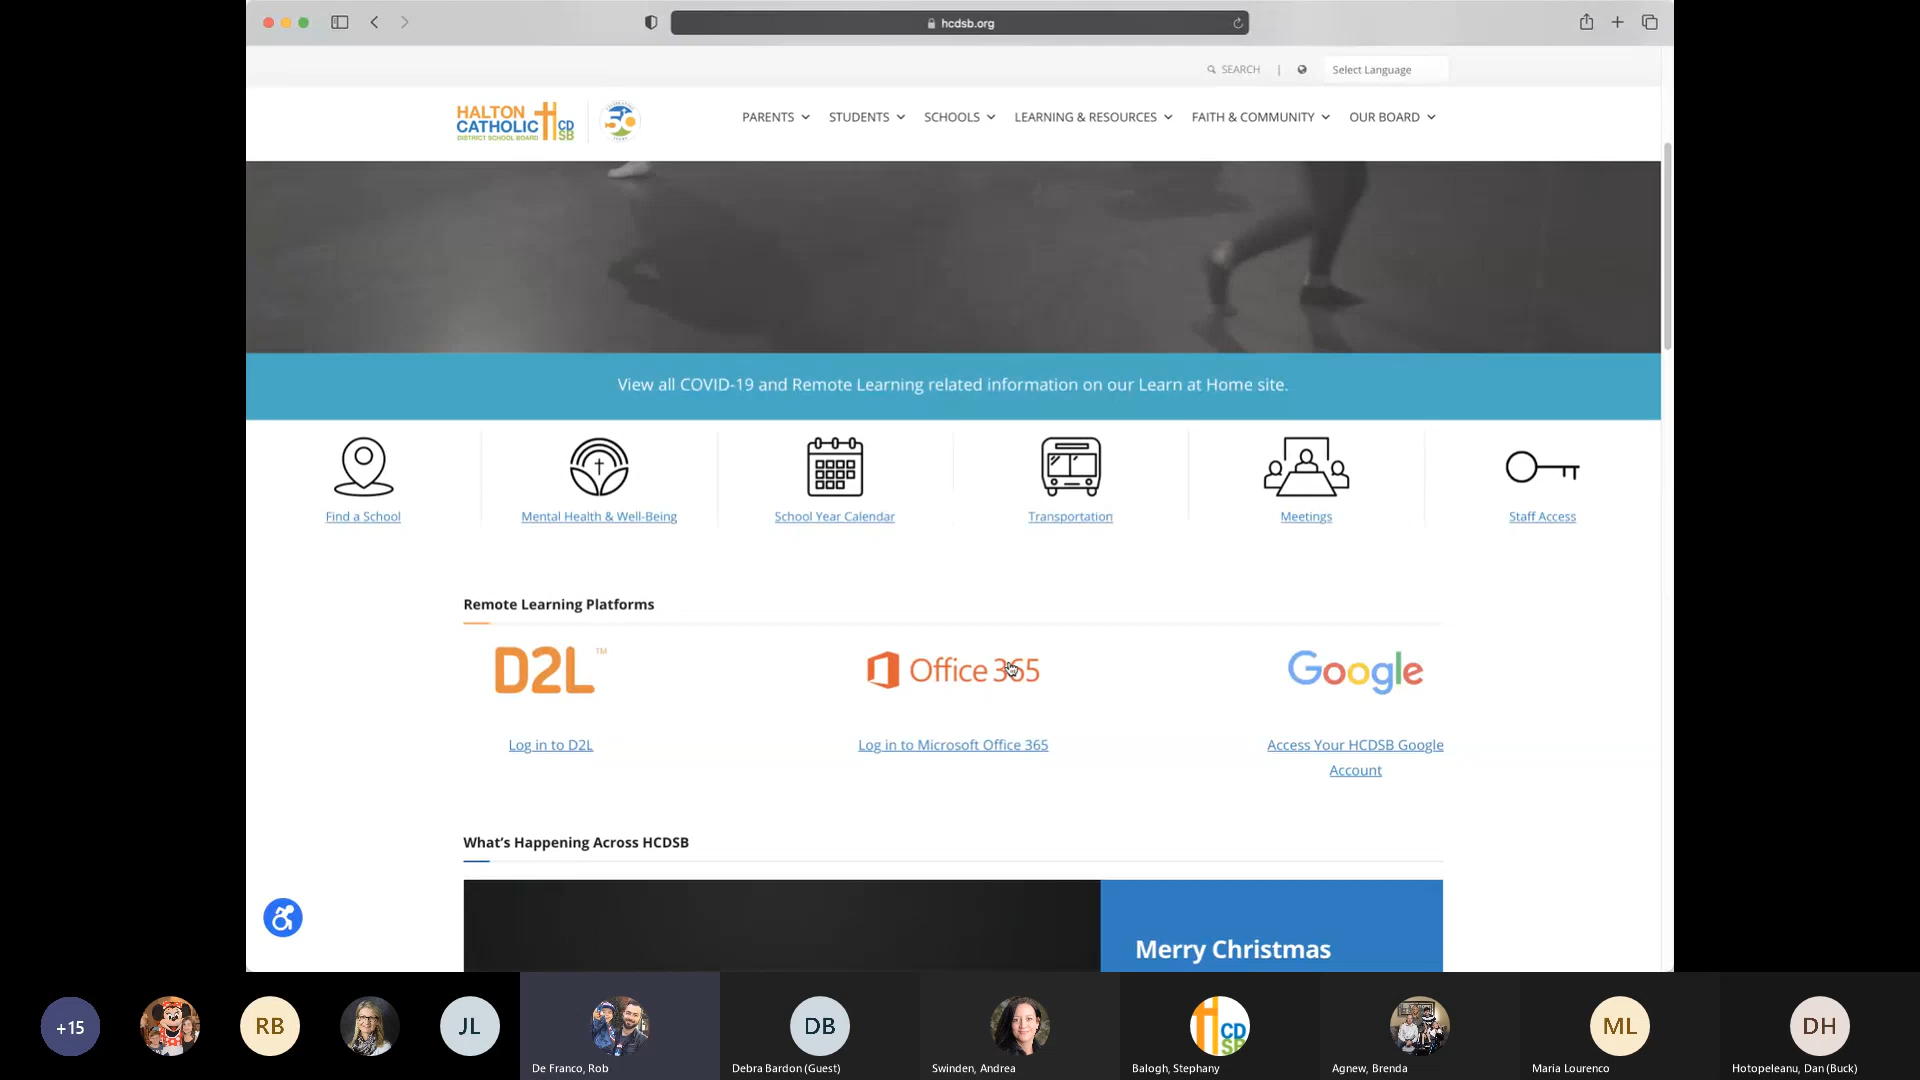 hcdsb.org
SEARCH | Select Language
HALTON
CATHOLIC
DISTRICT SCHOOL BOARD
CD
SB
50
PARENTS STUDENTS SCHOOLS LEARNING & RESOURCES FAITH & COMMUNITY OUR BOARD
View all COVID-19 and Remote Learning related information on our Learn at Home site.
Find a School Mental Health & Well-Being School Year Calendar Transportation Meetings Staff Access
Remote Learning Platforms
D2L™ Office 365 Google
Log in to D2L Log in to Microsoft Office 365 Access Your HCDSB Google
Account
What's Happening Across HCDSB
Merry Christmas
+15 RB JL DB CD SB ML DH
De Franco, Rob Debra Bardon (Guest) Swinden, Andrea Balogh, Stephany Agnew, Brenda Maria Lourenco Hotopeleanu, Dan (Buck)